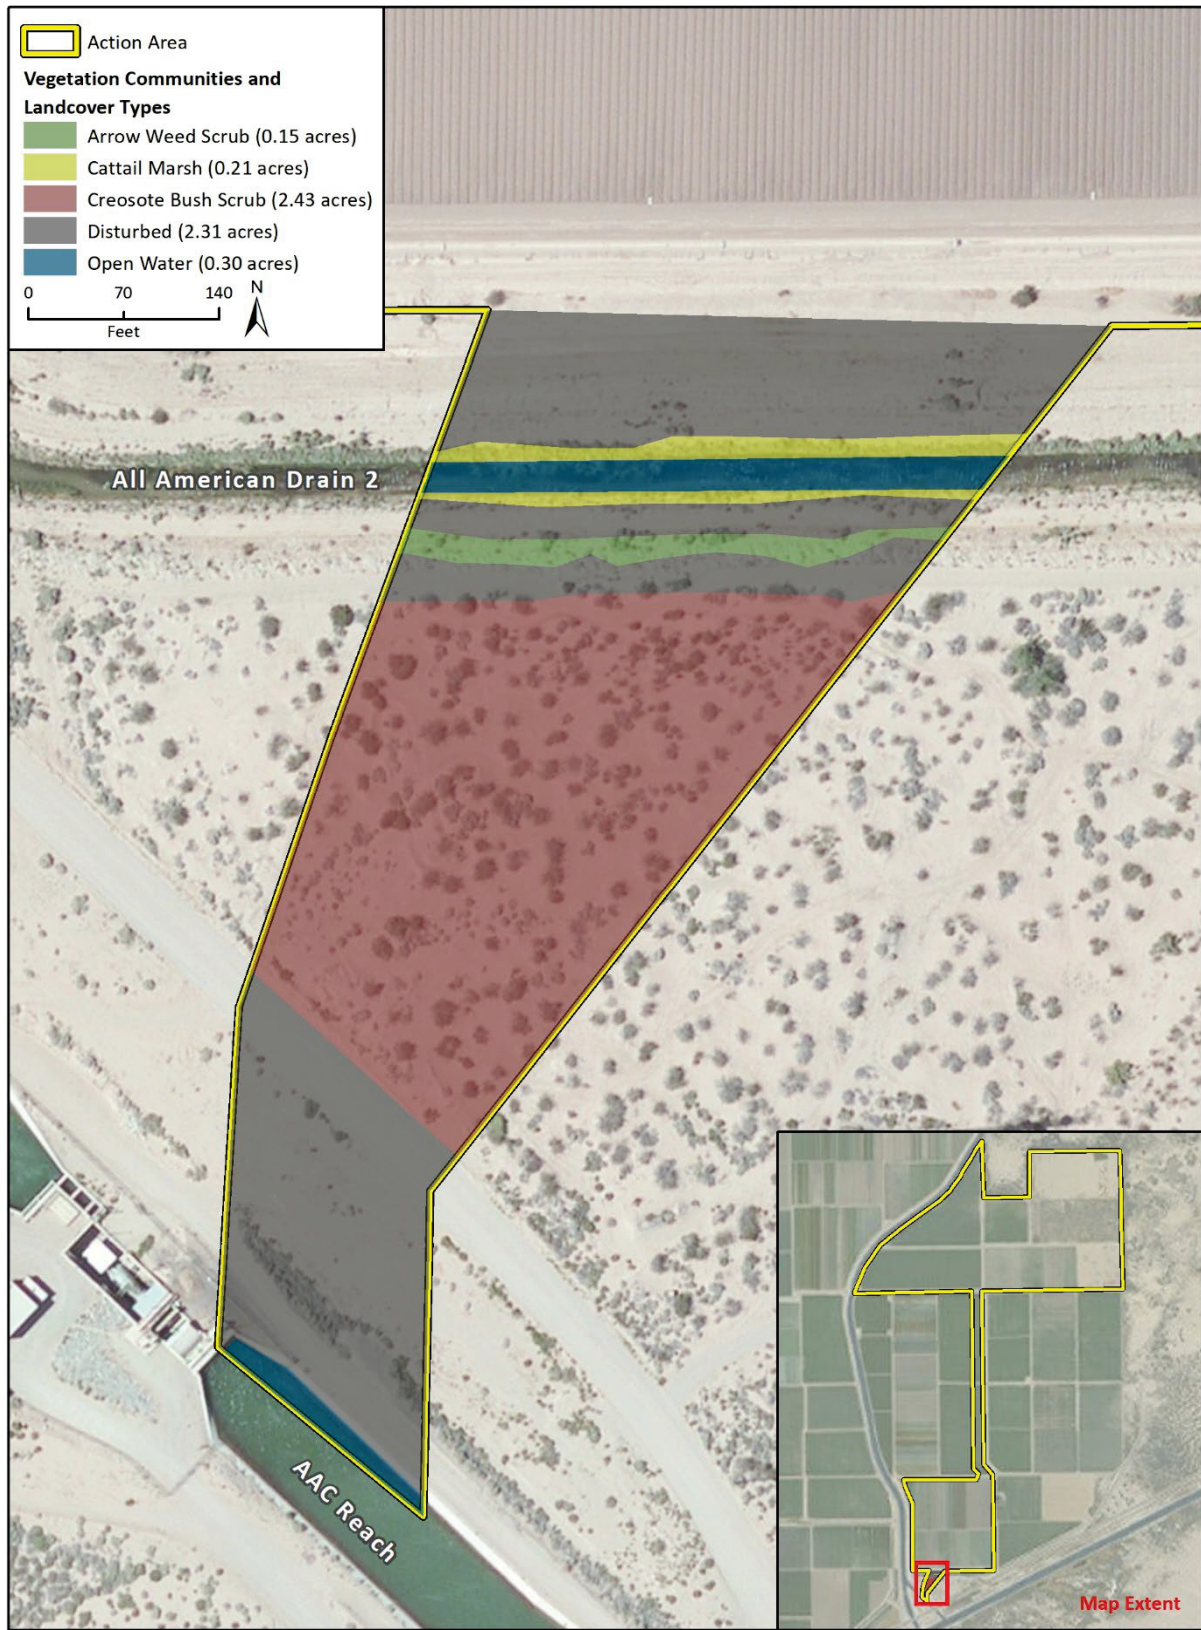 Action Area
Vegetation Communities and
Landcover Types
Arrow Weed Scrub (0.15 acres)
Cattail Marsh (0.21 acres)
Creosote Bush Scrub (2.43 acres)
Disturbed (2.31 acres)
Open Water (0.30 acres)
0 70 140
Feet
N
All American Drain 2
AAC Reach
Map Extent